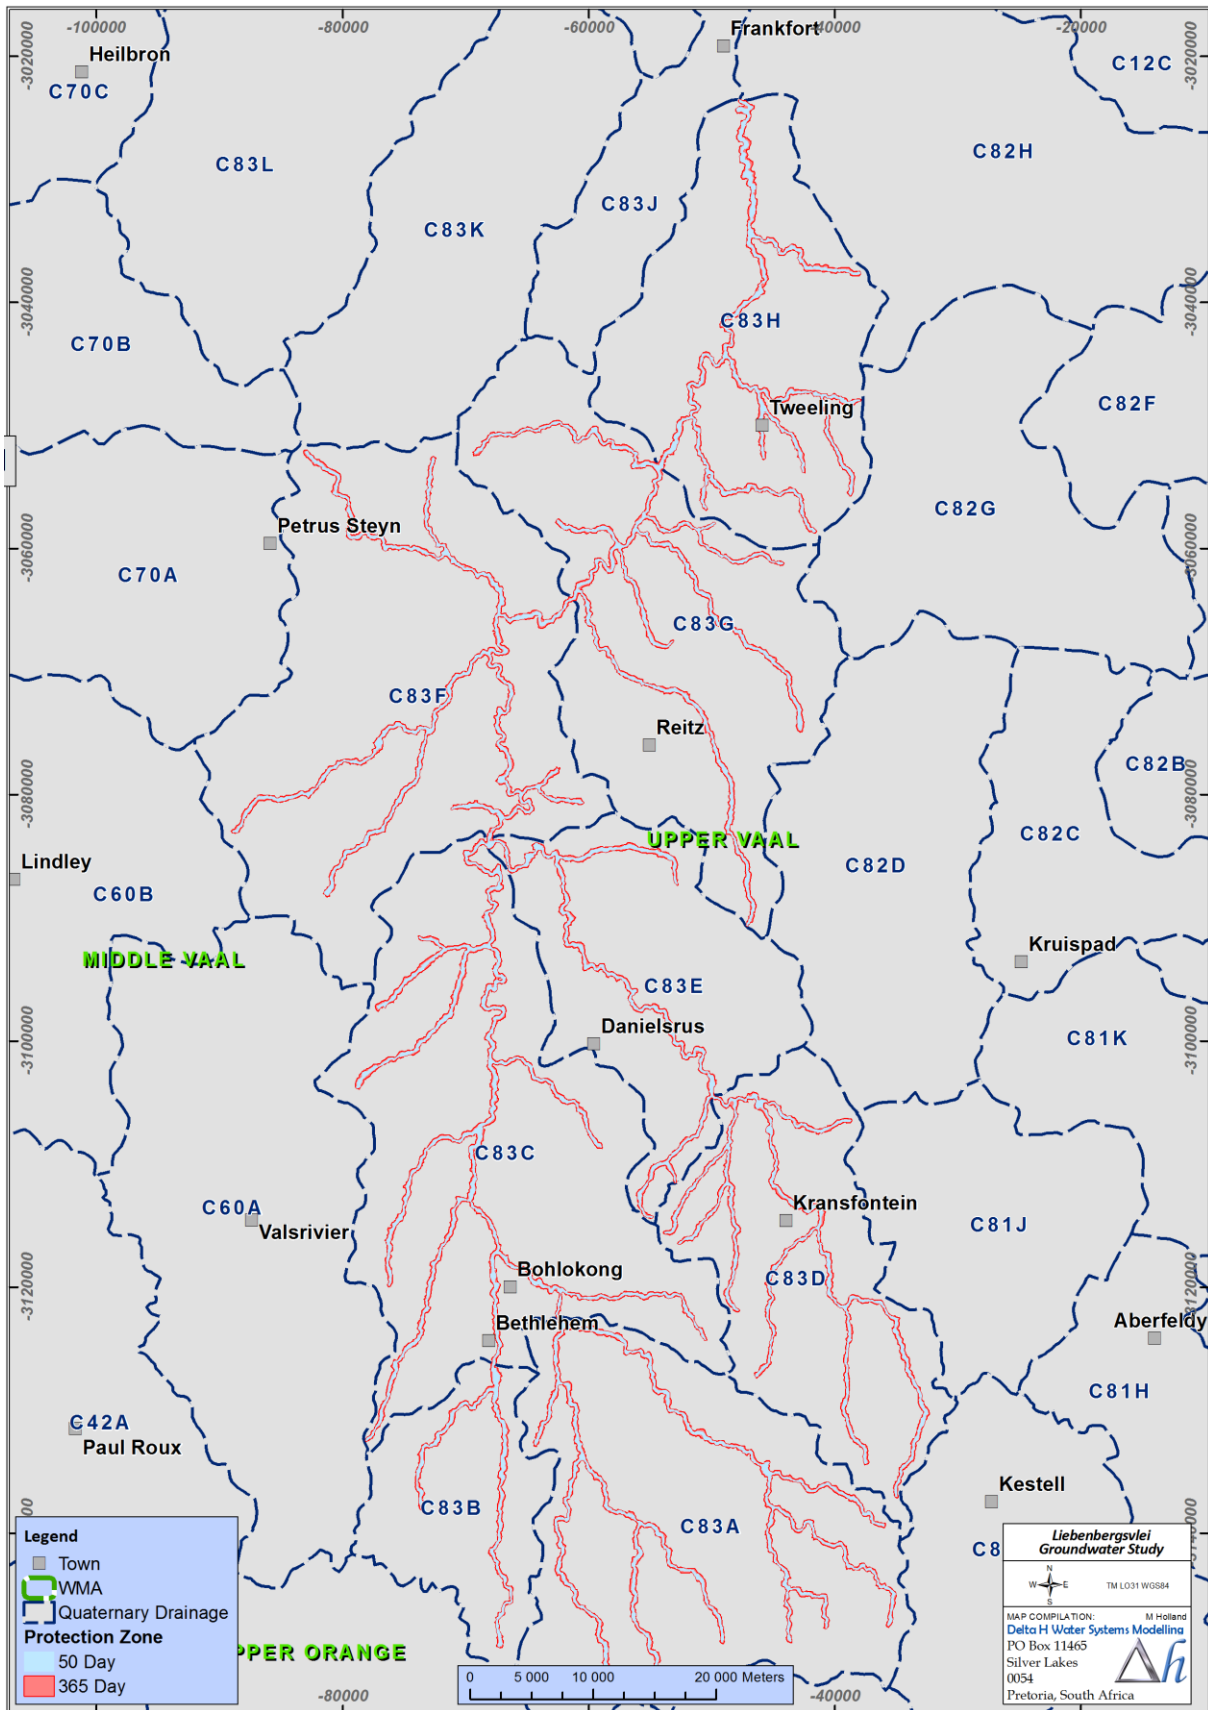 -100000
-80000
-60000
-40000
-20000
Frankfort
Heilbron
-3020000
-3020000
C12C
C70C
C82H
C83L
C83J
C83K
-3040000
-3040000
C83H
C70B
C82F
Tweeling
C82G
Petrus Steyn
-3060000
-3060000
C70A
C83G
C83F
Reitz
C82B
-3080000
-3080000
C82C
UPPER VAAL
Lindley
C82D
C60B
Kruispad
MIDDLE VAAL
C83E
Danielsrus
-3100000
-3100000
C81K
C83C
C60A
Valsrivier
Kransfontein
C81J
Bohlokong
C83D
-3120000
-3120000
Bethlehem
Aberfeldy
C81H
C42A
Paul Roux
Kestell
C83B
C83A
C8
PPER ORANGE
-80000
-40000
Legend
Town
WMA
Quaternary Drainage
Protection Zone
50 Day
365 Day
0 5 000 10 000 20 000 Meters
Liebenbergsvlei
Groundwater Study
N
W E
S
TM LO31 WGS84
MAP COMPILATION: M Holland
Delta H Water Systems Modelling
PO Box 11465
Silver Lakes
0054
Pretoria, South Africa
h